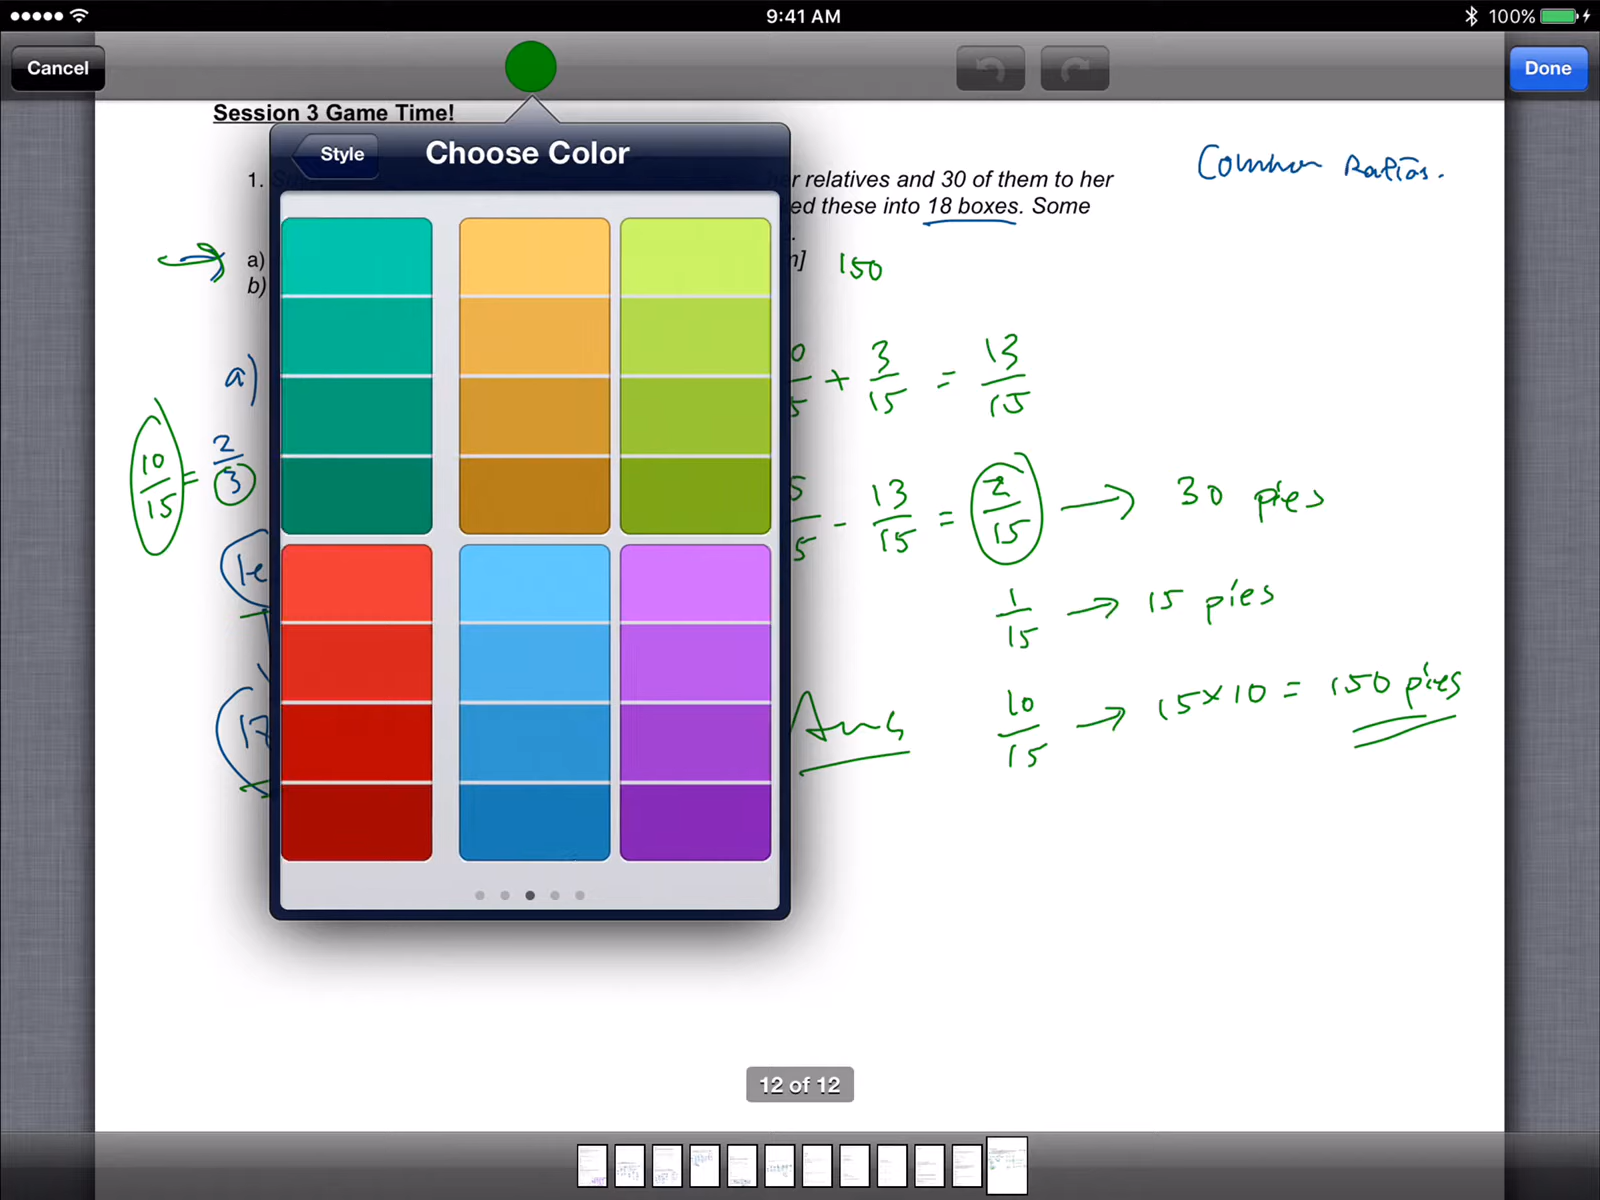 9:41 AM
100%
Cancel
Done
Session 3 Game Time!
Style
Choose Color
Common Ratios.
1.
relatives and 30 of them to her
ed these into 18 boxes. Some
a)
150
b)
a)
3/15 = 13/15
10/15 = 2/3
- 13/15 = 2/15 → 30 pies
1/15 → 15 pies
Ans
10/15 → 15 × 10 = 150 pies
12 of 12